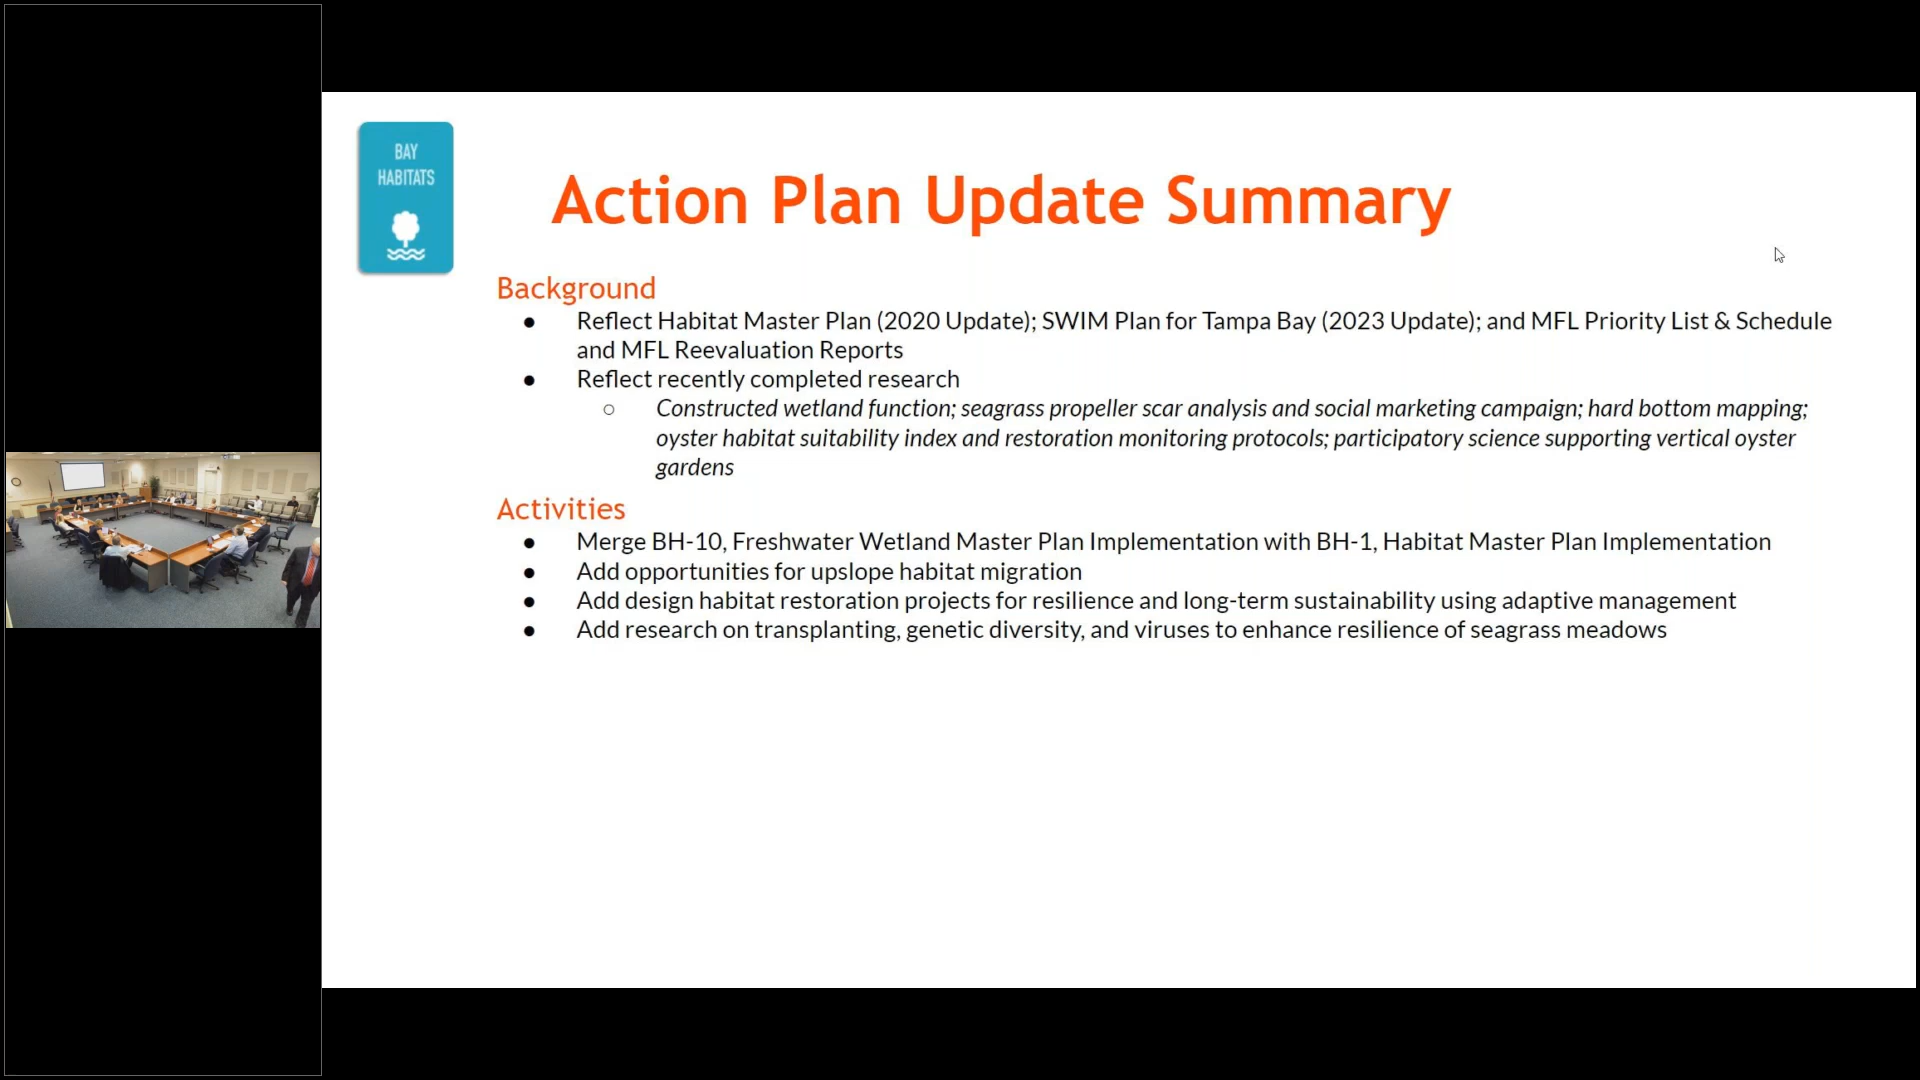 BAY
HABITATS
Action Plan Update Summary
Background
● Reflect Habitat Master Plan (2020 Update); SWIM Plan for Tampa Bay (2023 Update); and MFL Priority List & Schedule
and MFL Reevaluation Reports
● Reflect recently completed research
○ Constructed wetland function; seagrass propeller scar analysis and social marketing campaign; hard bottom mapping;
oyster habitat suitability index and restoration monitoring protocols; participatory science supporting vertical oyster
gardens
Activities
● Merge BH-10, Freshwater Wetland Master Plan Implementation with BH-1, Habitat Master Plan Implementation
● Add opportunities for upslope habitat migration
● Add design habitat restoration projects for resilience and long-term sustainability using adaptive management
● Add research on transplanting, genetic diversity, and viruses to enhance resilience of seagrass meadows